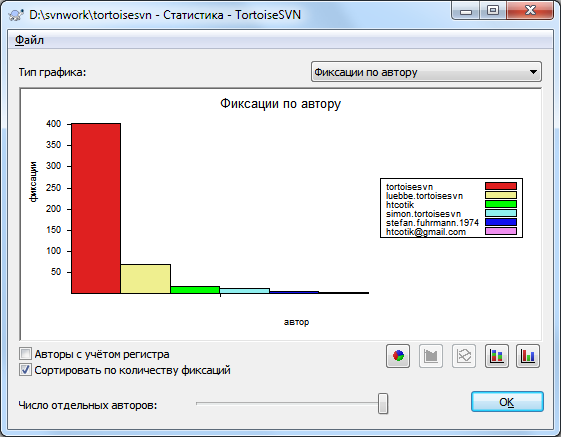 D:\svnwork\tortoisesvn - Статистика - TortoiseSVN
Файл
Тип графика:
Фиксации по автору
Фиксации по автору
фиксации
400
350
300
250
200
150
100
50
автор
tortoisesvn
luebbe.tortoisesvn
htcotik
simon.tortoisesvn
stefan.fuhrmann.1974
htcotik@gmail.com
Авторы с учётом регистра
Сортировать по количеству фиксаций
Число отдельных авторов:
OK